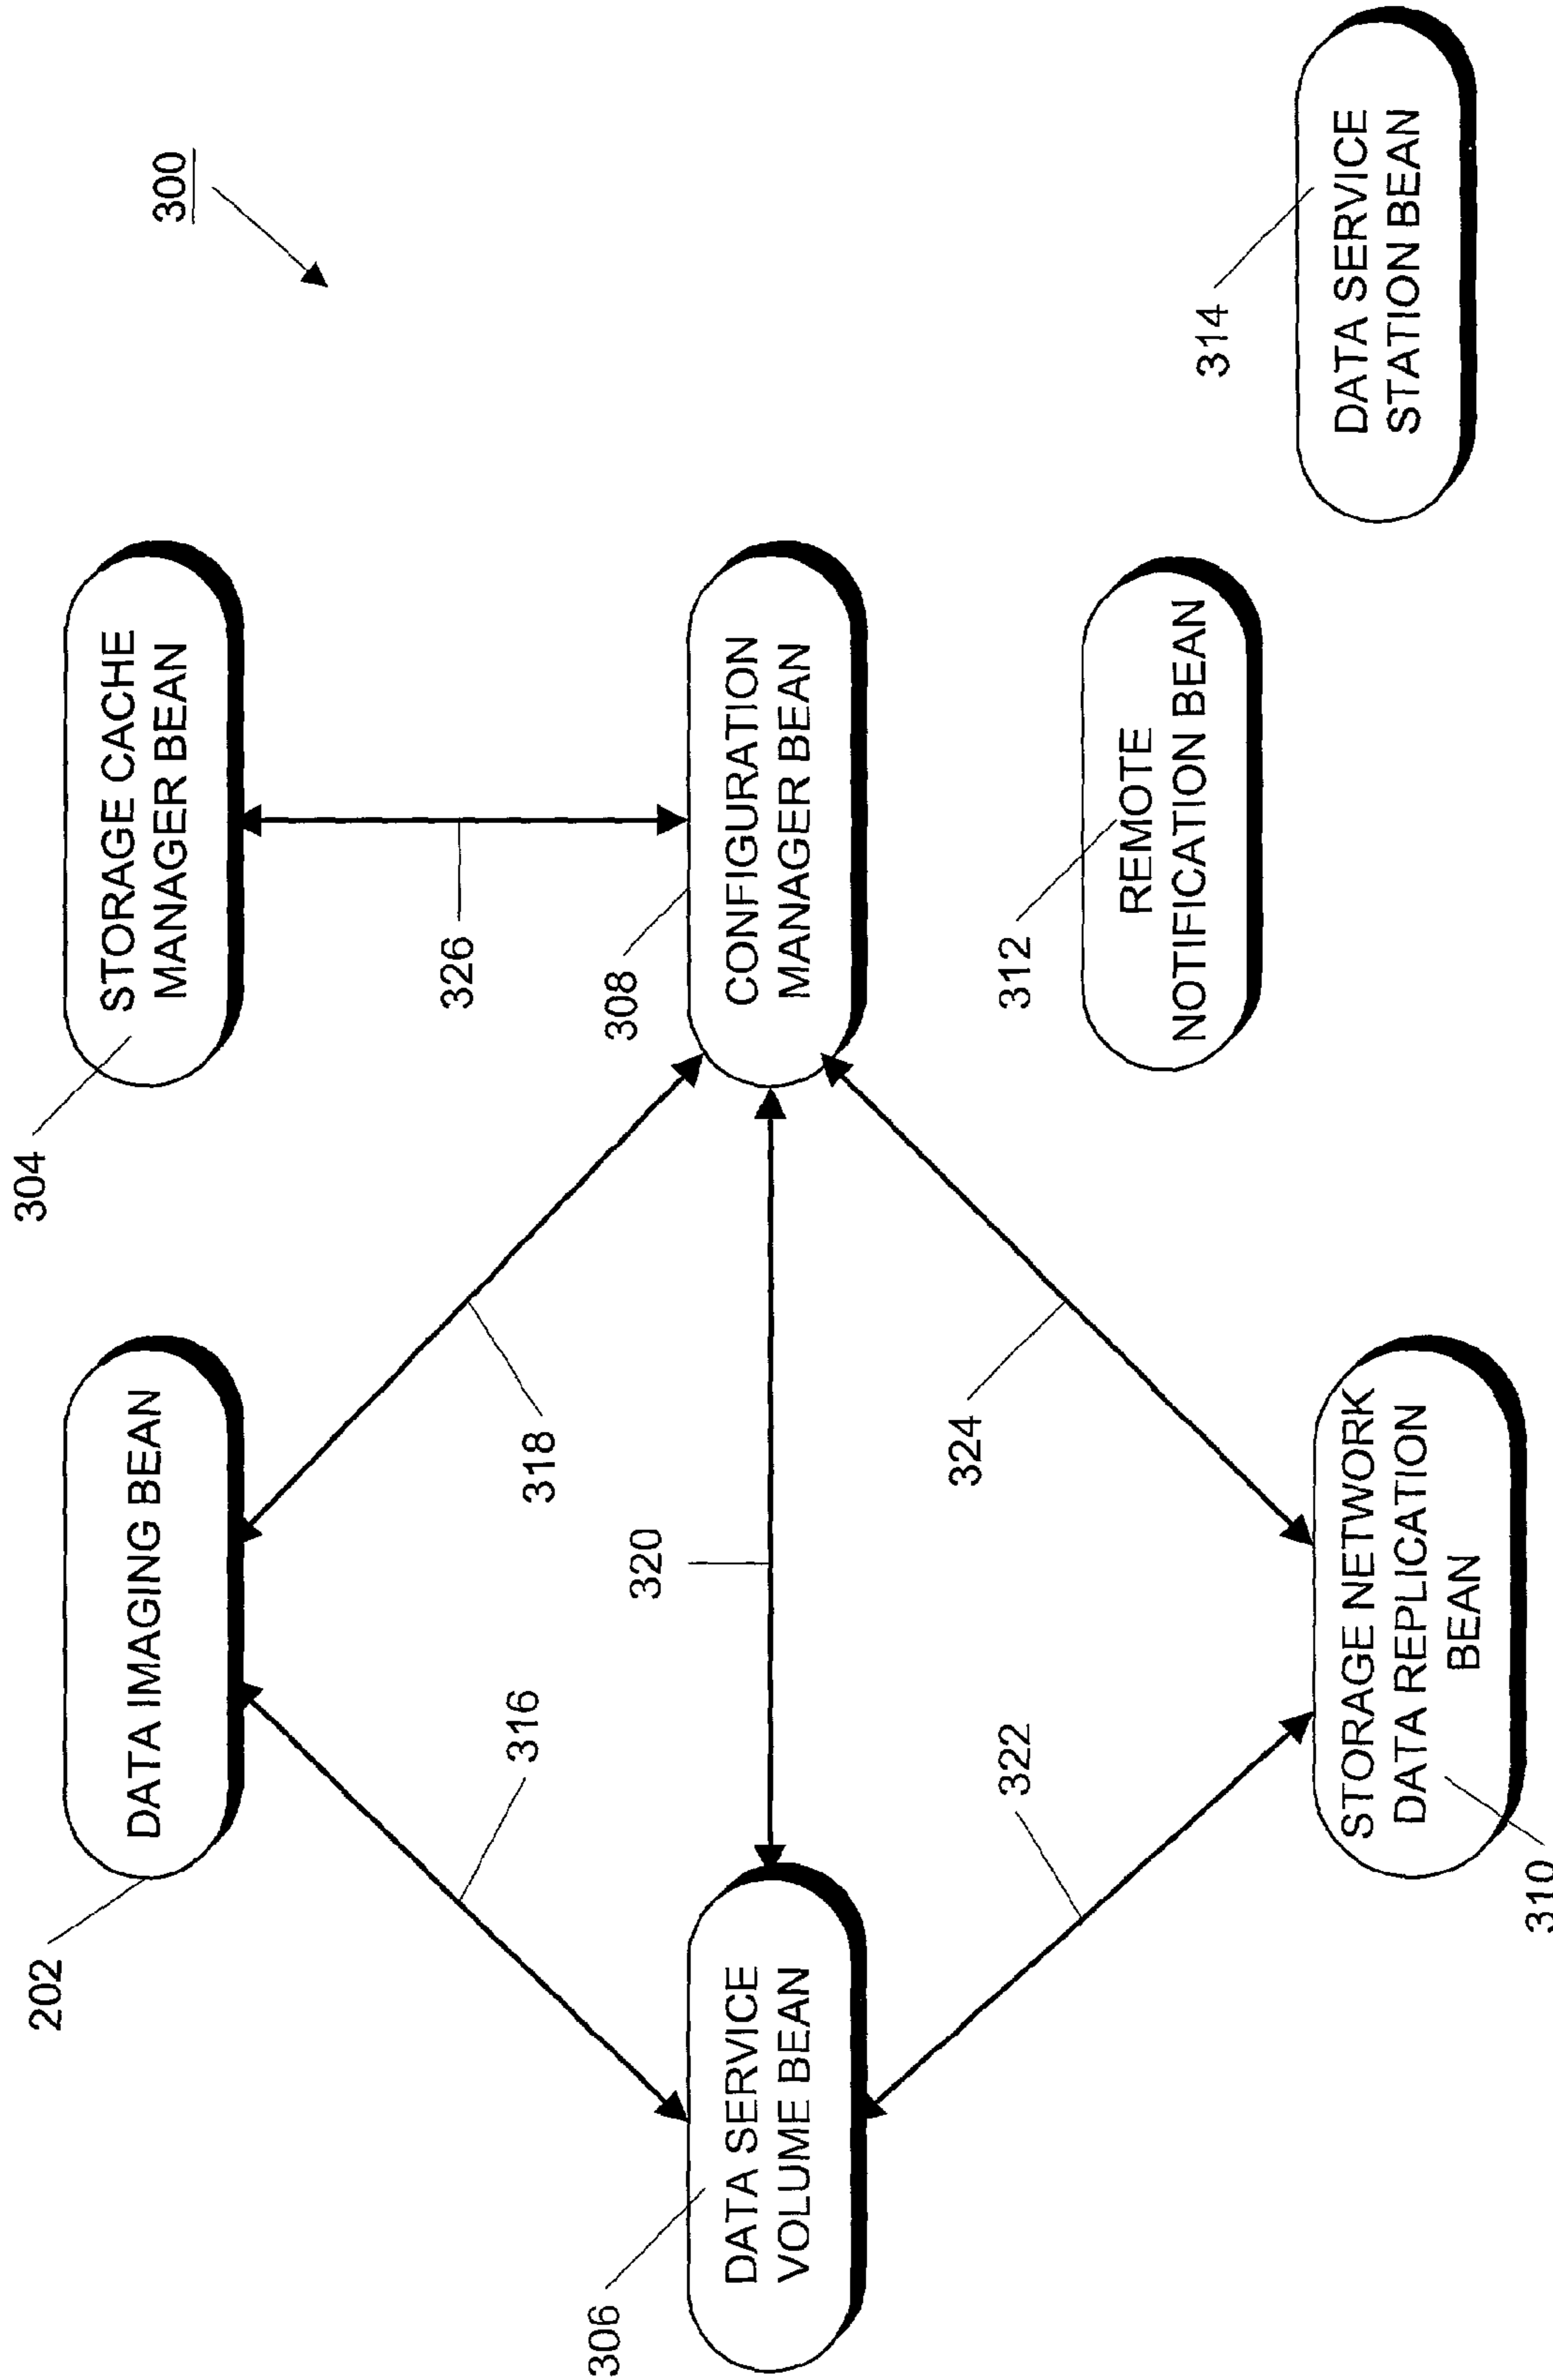 300
202
DATA IMAGING BEAN
304
STORAGE CACHE
MANAGER BEAN
316
318
326
306
DATA SERVICE
VOLUME BEAN
320
308
CONFIGURATION
MANAGER BEAN
322
324
312
REMOTE
NOTIFICATION BEAN
314
DATA SERVICE
STATION BEAN
310
STORAGE NETWORK
DATA REPLICATION
BEAN